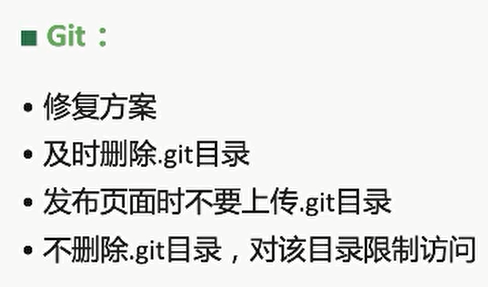 ■ Git：
• 修复方案
• 及时删除.git目录
• 发布页面时不要上传.git目录
• 不删除.git目录，对该目录限制访问